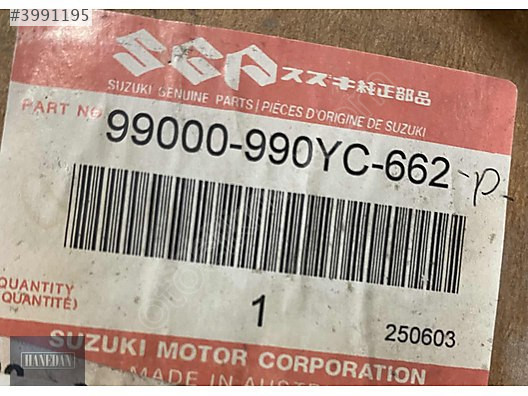 #3991195
SGP スズキ純正部品
SUZUKI GENUINE PARTS/PIÈCES D'ORIGINE DE SUZUKI
PART NO
99000-990YC-662 -p
QUANTITY
(QUANTITÉ)
1
250603
SUZUKI MOTOR CORPORATION
HANEDAN
MADE IN AUST